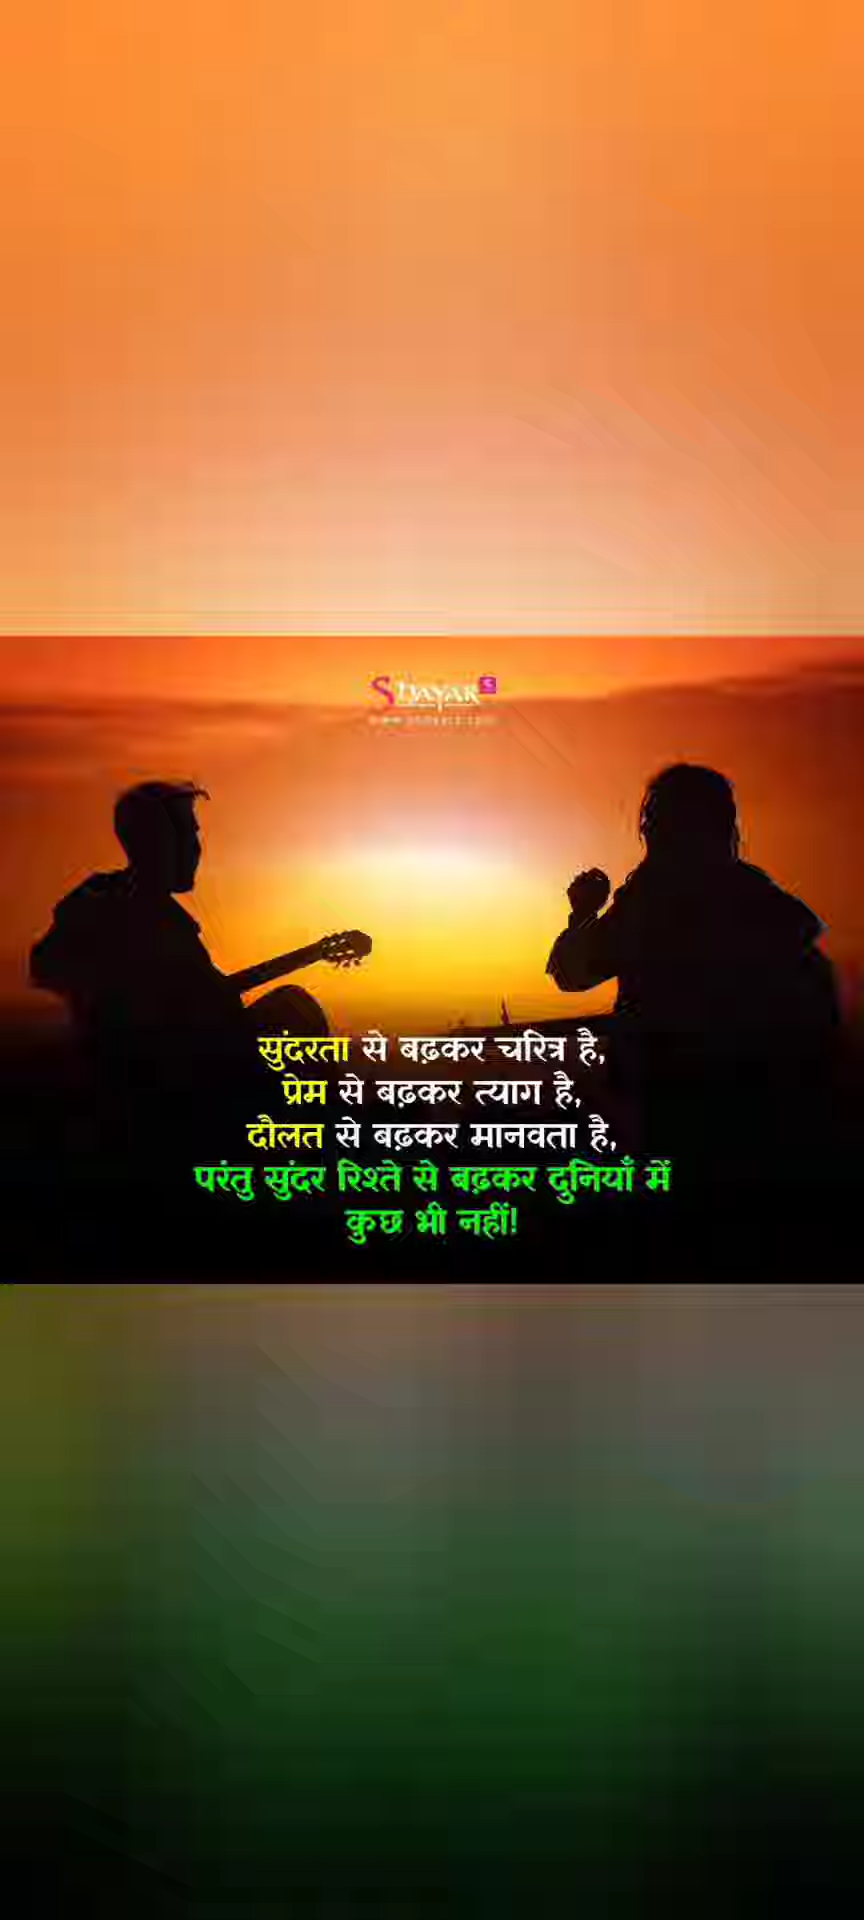 SHAYAR
सुंदरता से बढ़कर चरित्र है,
प्रेम से बढ़कर त्याग है,
दौलत से बढ़कर मानवता है,
परंतु सुंदर रिश्ते से बढ़कर दुनियाँ में
कुछ भी नहीं!